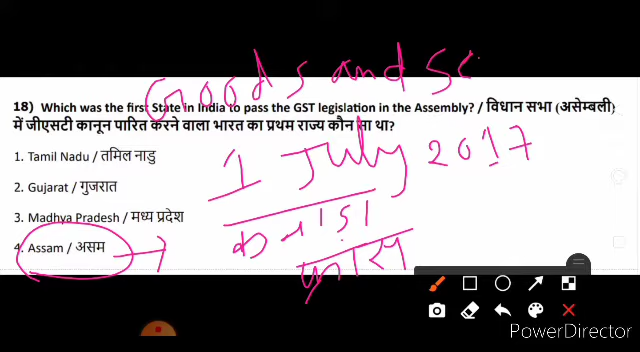 Goods and Se
18) Which was the first State in India to pass the GST legislation in the Assembly? / विधान सभा (असेम्बली)
में जीएसटी कानून पारित करने वाला भारत का प्रथम राज्य कौन सा था?
1. Tamil Nadu / तमिल नाडु
2. Gujarat / गुजरात
3. Madhya Pradesh / मध्य प्रदेश
4. Assam / असम
1 July 2017
कनाडा
फ्रांस
PowerDirector